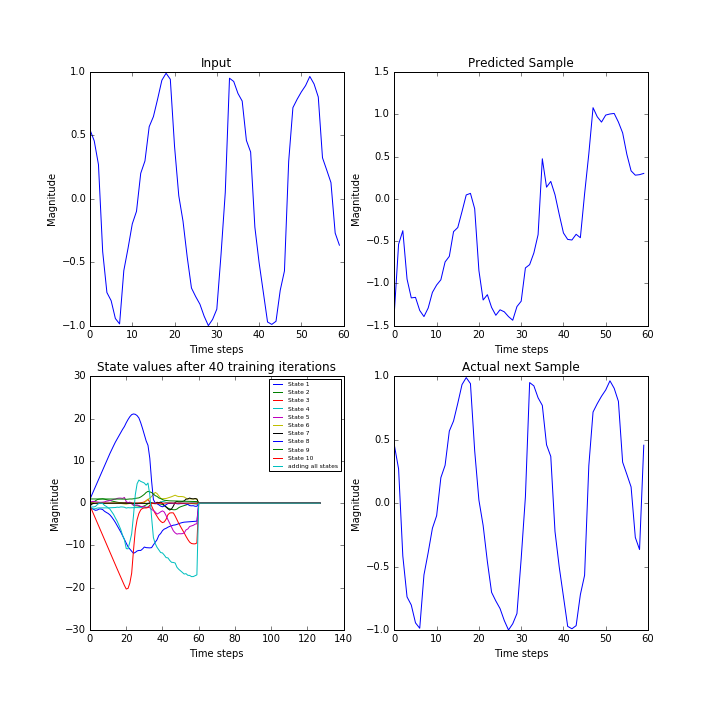 Input
Magnitude
1.0
0.5
0.0
−0.5
−1.0
0 10 20 30 40 50 60
Time steps
Predicted Sample
Magnitude
1.5
1.0
0.5
0.0
−0.5
−1.0
−1.5
0 10 20 30 40 50 60
Time steps
State values after 40 training iterations
Magnitude
30
20
10
0
−10
−20
−30
0 20 40 60 80 100 120 140
Time steps
State 1
State 2
State 3
State 4
State 5
State 6
State 7
State 8
State 9
State 10
adding all states
Actual next Sample
Magnitude
1.0
0.5
0.0
−0.5
−1.0
0 10 20 30 40 50 60
Time steps